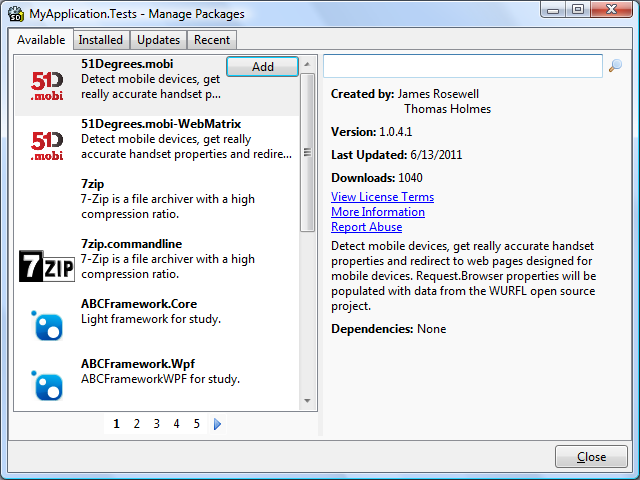 MyApplication.Tests - Manage Packages
Available Installed Updates Recent
51Degrees.mobi
Add
Detect mobile devices, get
really accurate handset p...
51D
.mobi
51Degrees.mobi-WebMatrix
Detect mobile devices, get really
accurate handset properties and redire...
51D
.mobi
7zip
7-Zip is a file archiver with a high
compression ratio.
7zip.commandline
7-Zip is a file archiver with a high
compression ratio.
7ZIP
ABCFramework.Core
Light framework for study.
ABCFramework.Wpf
ABCFrameworkWPF for study.
1 2 3 4 5
Created by: James Rosewell
Thomas Holmes
Version: 1.0.4.1
Last Updated: 6/13/2011
Downloads: 1040
View License Terms
More Information
Report Abuse
Detect mobile devices, get really accurate handset
properties and redirect to web pages designed for
mobile devices. Request.Browser properties will be
populated with data from the WURFL open source
project.
Dependencies: None
Close